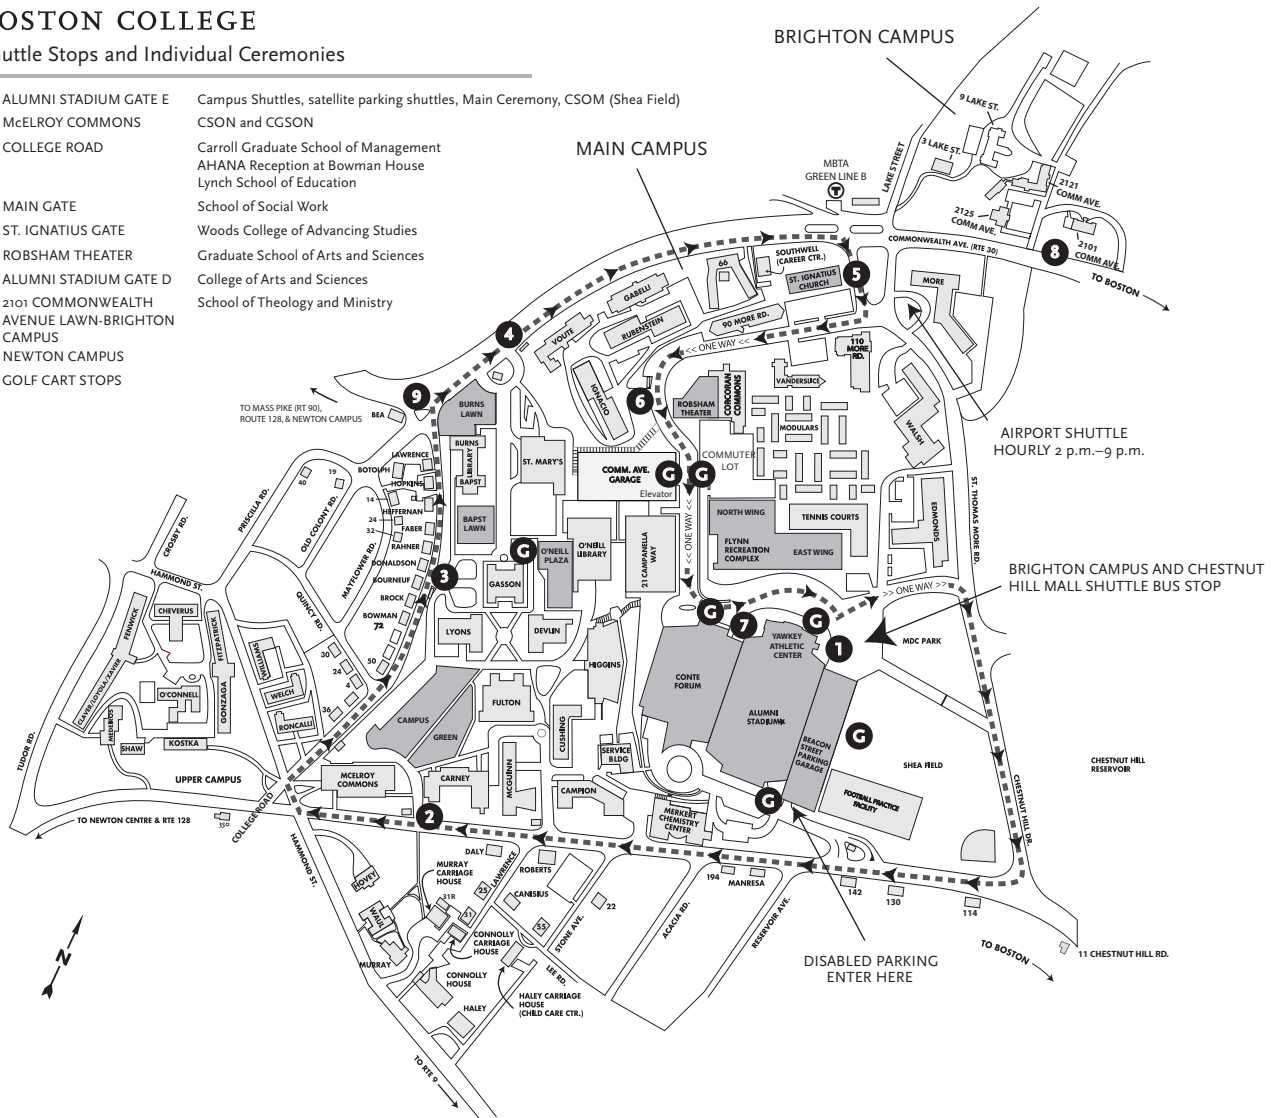 OSTON COLLEGE
uttle Stops and Individual Ceremonies
ALUMNI STADIUM GATE E Campus Shuttles, satellite parking shuttles, Main Ceremony, CSOM (Shea Field)
McELROY COMMONS CSON and CGSON
COLLEGE ROAD Carroll Graduate School of Management
AHANA Reception at Bowman House
Lynch School of Education
MAIN GATE School of Social Work
ST. IGNATIUS GATE Woods College of Advancing Studies
ROBSHAM THEATER Graduate School of Arts and Sciences
ALUMNI STADIUM GATE D College of Arts and Sciences
2101 COMMONWEALTH School of Theology and Ministry
AVENUE LAWN-BRIGHTON
CAMPUS
NEWTON CAMPUS
GOLF CART STOPS
BRIGHTON CAMPUS
MAIN CAMPUS
9 LAKE ST.
3 LAKE ST.
LAKE STREET
MBTA
GREEN LINE B
T
2121
COMM AVE.
2125
COMM AVE.
2101
COMM AVE.
8
COMMONWEALTH AVE. (RTE 30)
TO BOSTON
SOUTHWELL
(CAREER CTR.)
66
ST. IGNATIUS
CHURCH
5
MORE
GABELLI
VOUTE
RUBENSTEIN
90 MORE RD.
<< ONE WAY <<
110
MORE
RD.
4
IGNACIO
6
ROBSHAM
THEATER
CORCORAN
COMMONS
VANDERSLICE
MODULARS
WALSH
AIRPORT SHUTTLE
HOURLY 2 p.m.–9 p.m.
9
TO MASS PIKE (RT 90),
ROUTE 128, & NEWTON CAMPUS
BEA
BURNS
LAWN
BURNS
LIBRARY
BAPST
ST. MARY'S
COMM. AVE.
GARAGE
Elevator
G
G
COMMUTER
LOT
LAWRENCE
BOTOLPH
HOPKINS
14
HEFFERNAN
24
FABER
32
RAHNER
DONALDSON
BOURNEUF
BROCK
BOWMAN
72
50
19
40
PRISCILLA RD.
OLD COLONY RD.
MAYFLOWER RD.
CROSBY RD.
HAMMOND ST.
QUINCY RD.
BAPST
LAWN
3
G
O'NEILL
PLAZA
O'NEILL
LIBRARY
GASSON
21 CAMPANELLA
WAY
<< ONE WAY <<
NORTH WING
FLYNN
RECREATION
COMPLEX
EAST WING
TENNIS COURTS
EDMONDS
ST. THOMAS MORE RD.
BRIGHTON CAMPUS AND CHESTNUT
HILL MALL SHUTTLE BUS STOP
>> ONE WAY >>
MDC PARK
G
7
G
1
YAWKEY
ATHLETIC
CENTER
CONTE
FORUM
ALUMNI
STADIUM
BEACON
STREET
PARKING
GARAGE
G
SHEA FIELD
FOOTBALL PRACTICE
FACILITY
CHESTNUT HILL
RESERVOIR
CHESTNUT HILL DR.
LYONS
DEVLIN
HIGGINS
FULTON
CAMPUS
GREEN
CUSHING
SERVICE
BLDG
MCGUINN
CARNEY
CAMPION
MERKERT
CHEMISTRY
CENTER
G
MCELROY
COMMONS
2
FENWICK
CHEVERUS
FITZPATRICK
CLAVER/LOYOLA/XAVIER
O'CONNELL
GONZAGA
MEDEIROS
SHAW
KOSTKA
WILLIAMS
WELCH
RONCALLI
30
24
4
36
UPPER CAMPUS
TUDOR RD.
TO NEWTON CENTRE & RTE 128
350
COLLEGE ROAD
HAMMOND ST.
HOVEY
WAUL
MURRAY
MURRAY
CARRIAGE
HOUSE
DALY
LAWRENCE
31R
31
25
ROBERTS
CANISIUS
55
22
STONE AVE.
CONNOLLY
CARRIAGE
HOUSE
CONNOLLY
HOUSE
LEE RD.
HALEY
HALEY CARRIAGE
HOUSE
(CHILD CARE CTR.)
TO RTE 9
ACACIA RD.
194
MANRESA
RESERVOIR AVE.
142
130
114
DISABLED PARKING
ENTER HERE
TO BOSTON
11 CHESTNUT HILL RD.
N